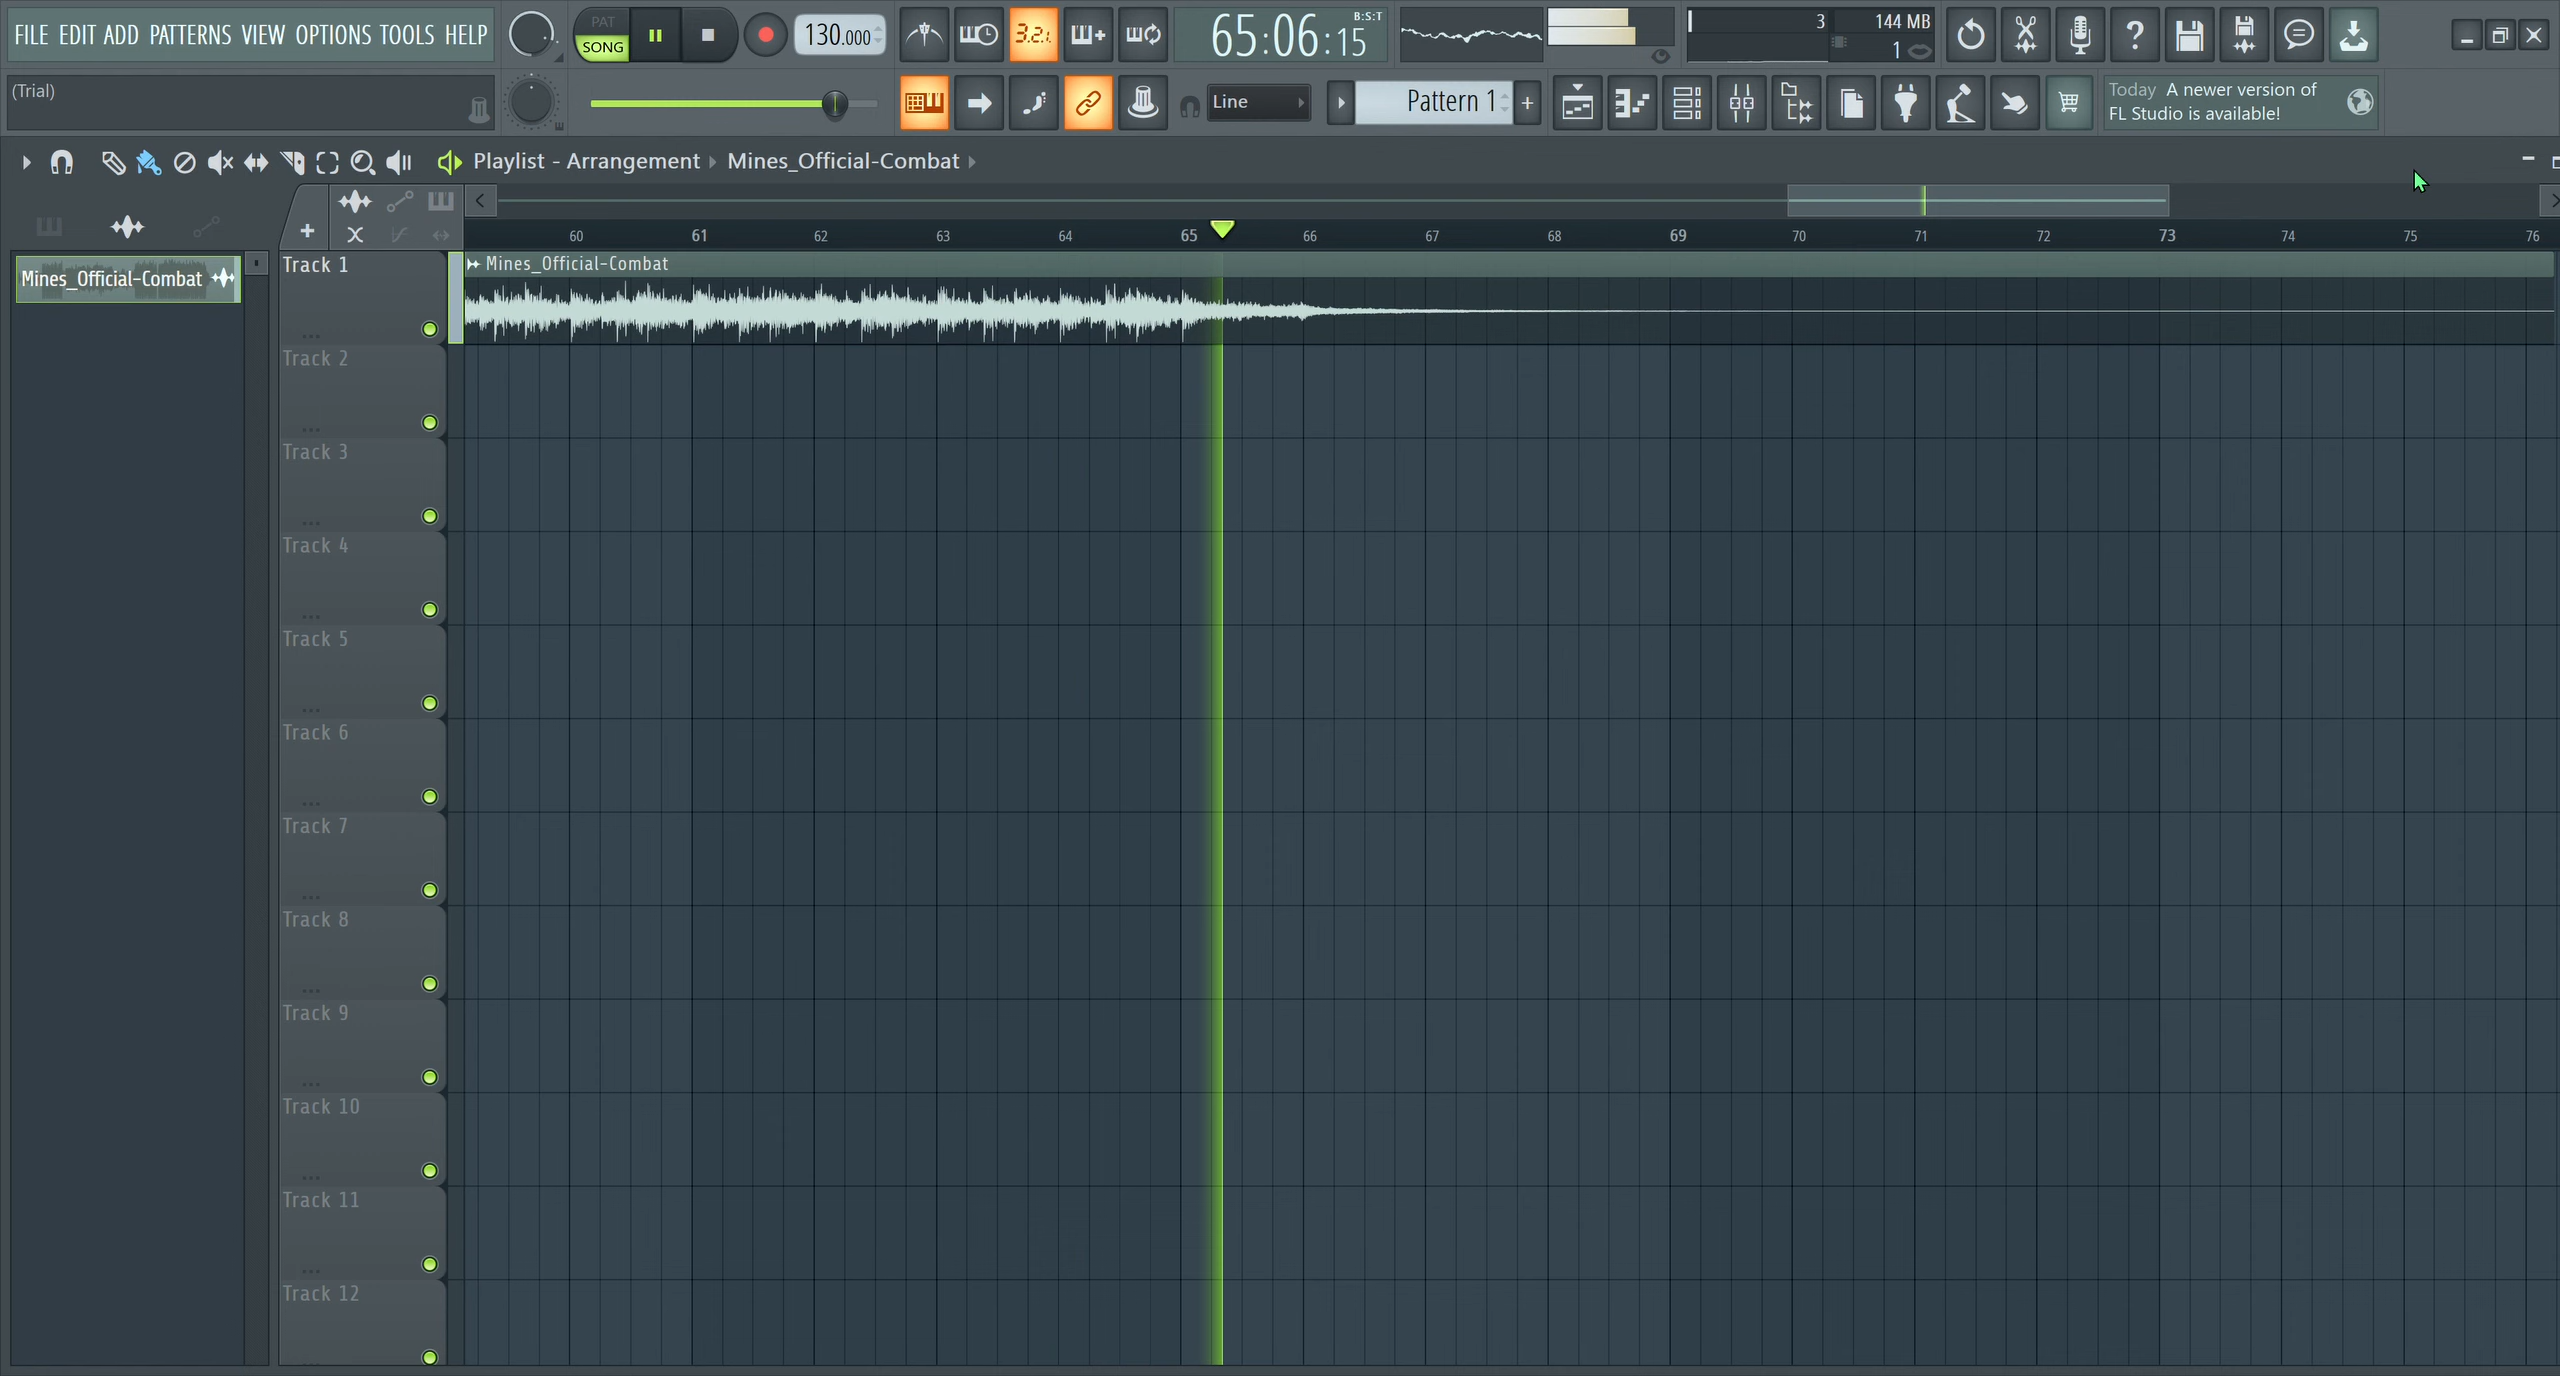 FILE EDIT ADD PATTERNS VIEW OPTIONS TOOLS HELP
PAT
SONG
130.000
3.2.1.
65:06:15
B:S:T
3
144 MB
1
(Trial)
Line
Pattern 1
+
Today A newer version of
FL Studio is available!
Playlist - Arrangement
Mines_Official-Combat
+
60 61 62 63 64 65 66 67 68 69 70 71 72 73 74 75 76
Mines_Official-Combat
Track 1
Mines_Official-Combat
Track 2
Track 3
Track 4
Track 5
Track 6
Track 7
Track 8
Track 9
Track 10
Track 11
Track 12